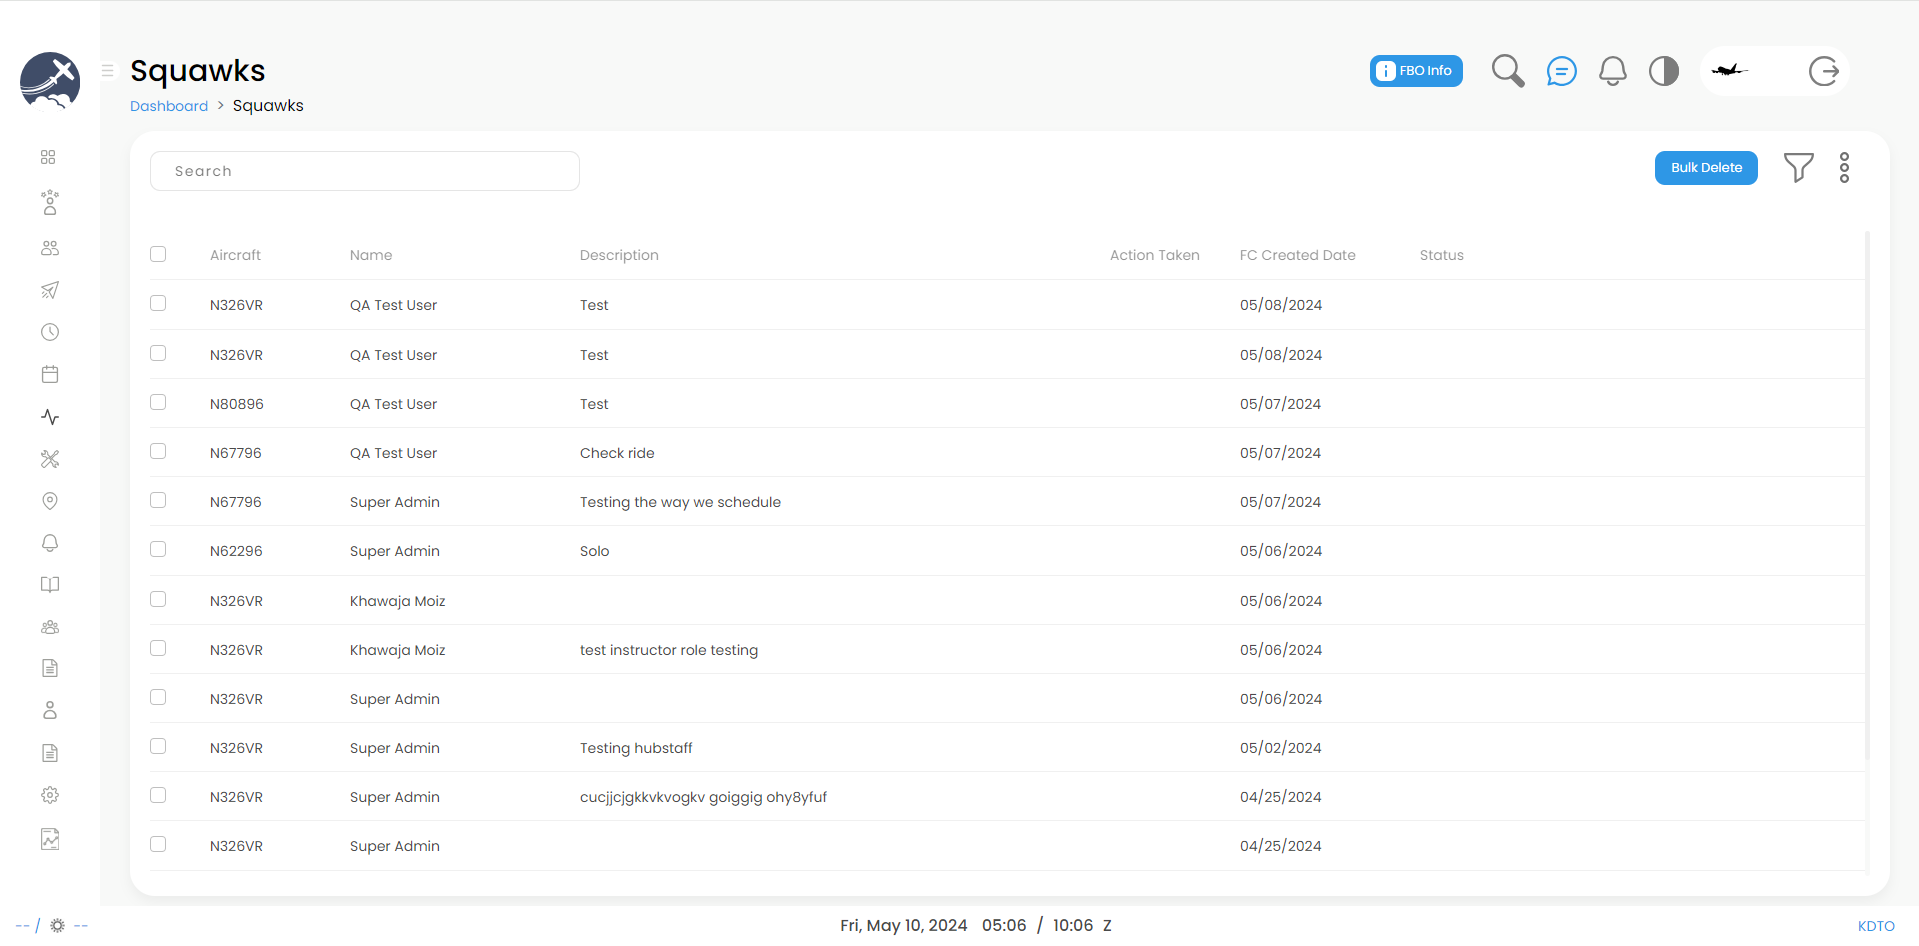 Squawks
Dashboard > Squawks
FBO Info
Search
Bulk Delete
Aircraft Name Description Action Taken FC Created Date Status
N326VR QA Test User Test 05/08/2024
N326VR QA Test User Test 05/08/2024
N80896 QA Test User Test 05/07/2024
N67796 QA Test User Check ride 05/07/2024
N67796 Super Admin Testing the way we schedule 05/07/2024
N62296 Super Admin Solo 05/06/2024
N326VR Khawaja Moiz 05/06/2024
N326VR Khawaja Moiz test instructor role testing 05/06/2024
N326VR Super Admin 05/06/2024
N326VR Super Admin Testing hubstaff 05/02/2024
N326VR Super Admin cucjjcjgkkvkvogkv goiggig ohy8yfuf 04/25/2024
N326VR Super Admin 04/25/2024
-- / -- Fri, May 10, 2024 05:06 / 10:06 Z KDTO